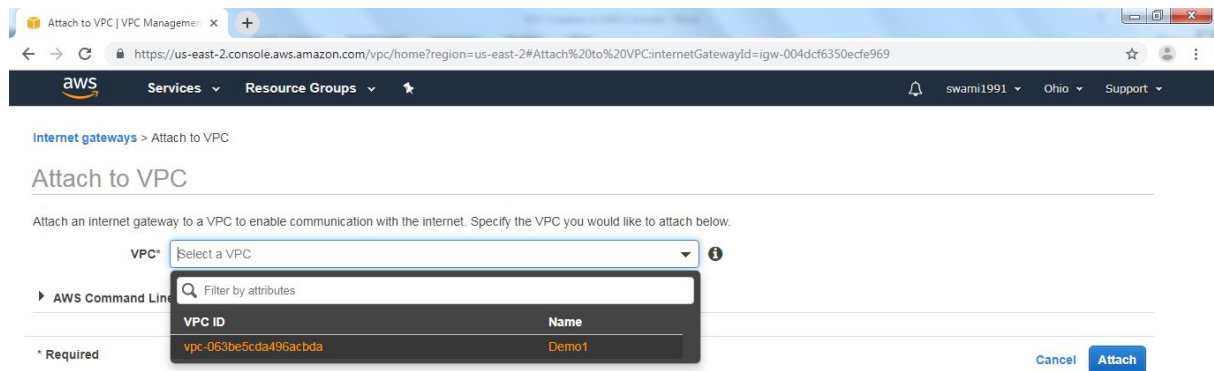 Attach to VPC | VPC Managemen
https://us-east-2.console.aws.amazon.com/vpc/home?region=us-east-2#Attach%20to%20VPC:internetGatewayId=igw-004dcf6350ecfe969
aws Services Resource Groups swami1991 Ohio Support
Internet gateways > Attach to VPC
Attach to VPC
Attach an internet gateway to a VPC to enable communication with the internet. Specify the VPC you would like to attach below.
VPC* Select a VPC
Filter by attributes
AWS Command Line
VPC ID Name
vpc-063be5cda496acbda Demo1
* Required Cancel Attach